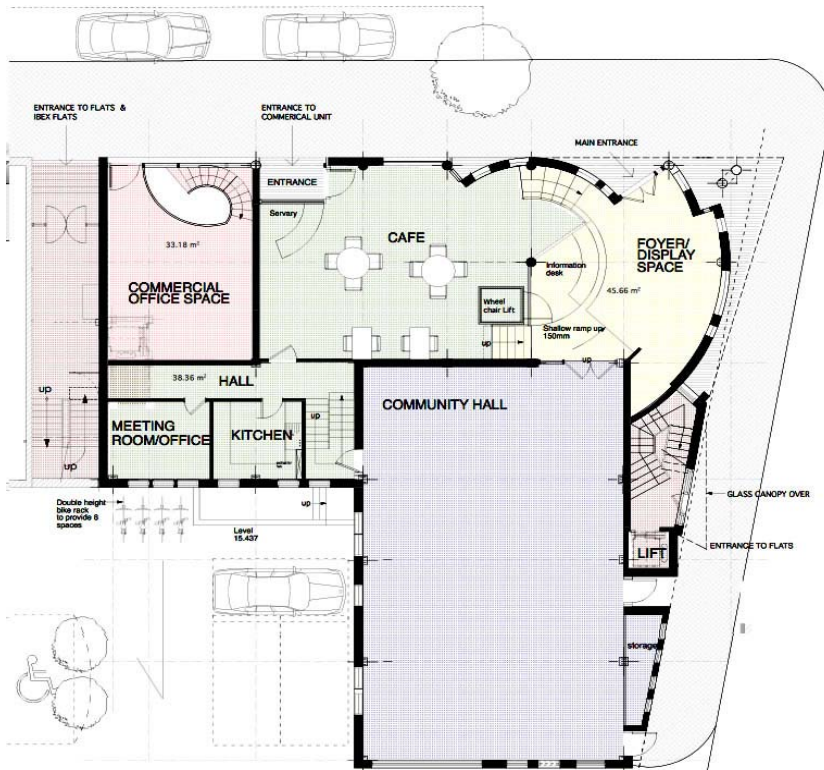 ENTRANCE TO FLATS &
IBEX FLATS
ENTRANCE TO
COMMERICAL UNIT
MAIN ENTRANCE
ENTRANCE
Servary
CAFE
FOYER/
DISPLAY
SPACE
33.18 m²
45.66 m²
COMMERCIAL
OFFICE SPACE
Information
desk
Wheel
chair Lift
Shallow ramp up/
150mm
up
up
38.36 m²
HALL
up
up
up
MEETING
ROOM/OFFICE
KITCHEN
COMMUNITY HALL
Double height
bike rack
to provide 8
spaces
up
Level
15.437
GLASS CANOPY OVER
ENTRANCE TO FLATS
LIFT
storage